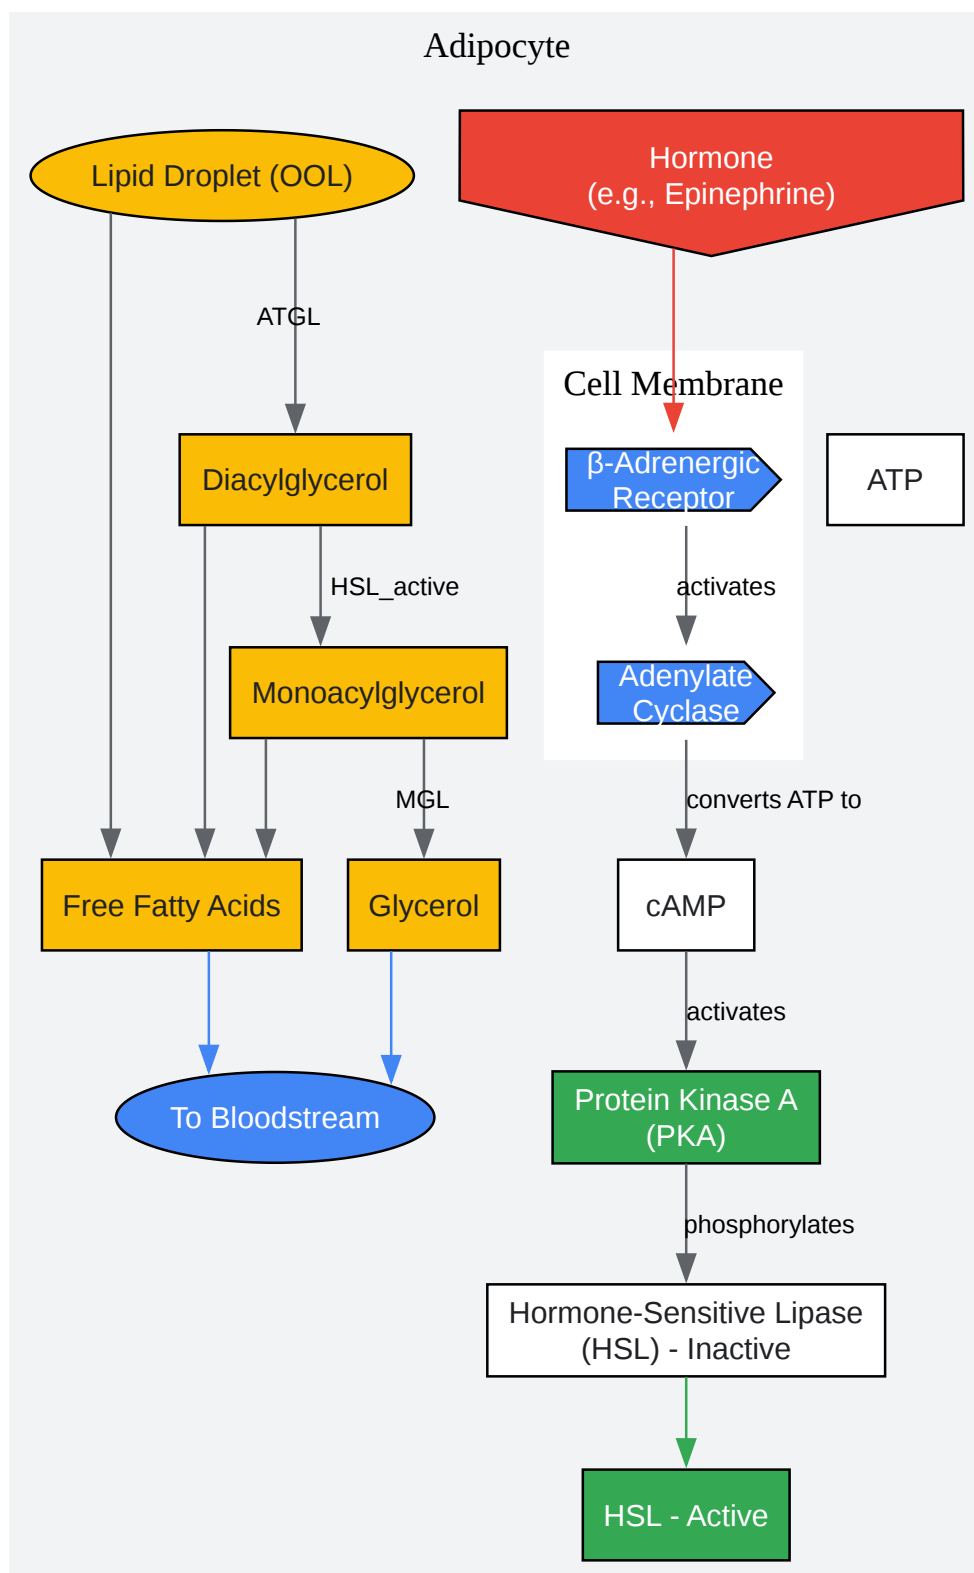 Adipocyte
Lipid Droplet (OOL)
Hormone
(e.g., Epinephrine)
ATGL
Cell Membrane
Diacylglycerol
β-Adrenergic
Receptor
ATP
HSL_active
activates
Monoacylglycerol
Adenylate
Cyclase
MGL
converts ATP to
Free Fatty Acids
Glycerol
cAMP
activates
To Bloodstream
Protein Kinase A
(PKA)
phosphorylates
Hormone-Sensitive Lipase
(HSL) - Inactive
HSL - Active